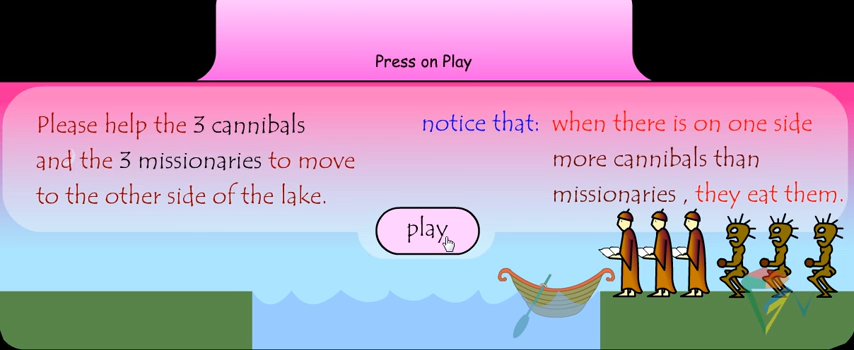 Press on Play
Please help the 3 cannibals
and the 3 missionaries to move
to the other side of the lake.
notice that: when there is on one side
more cannibals than
missionaries , they eat them.
play